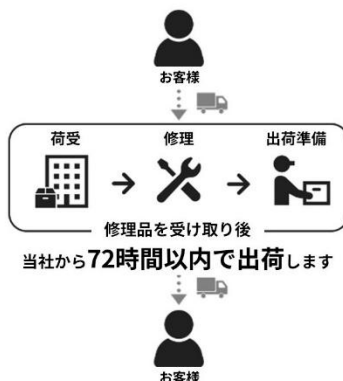 お客様
荷受 修理 出荷準備
修理品を受け取り後
当社から72時間以内で出荷します
お客様